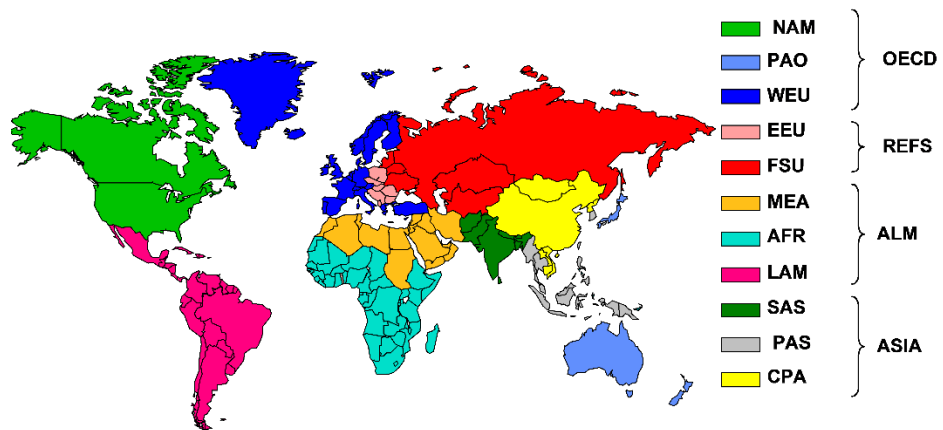 NAM
PAO
WEU
OECD
EEU
FSU
REFS
MEA
AFR
LAM
ALM
SAS
PAS
CPA
ASIA